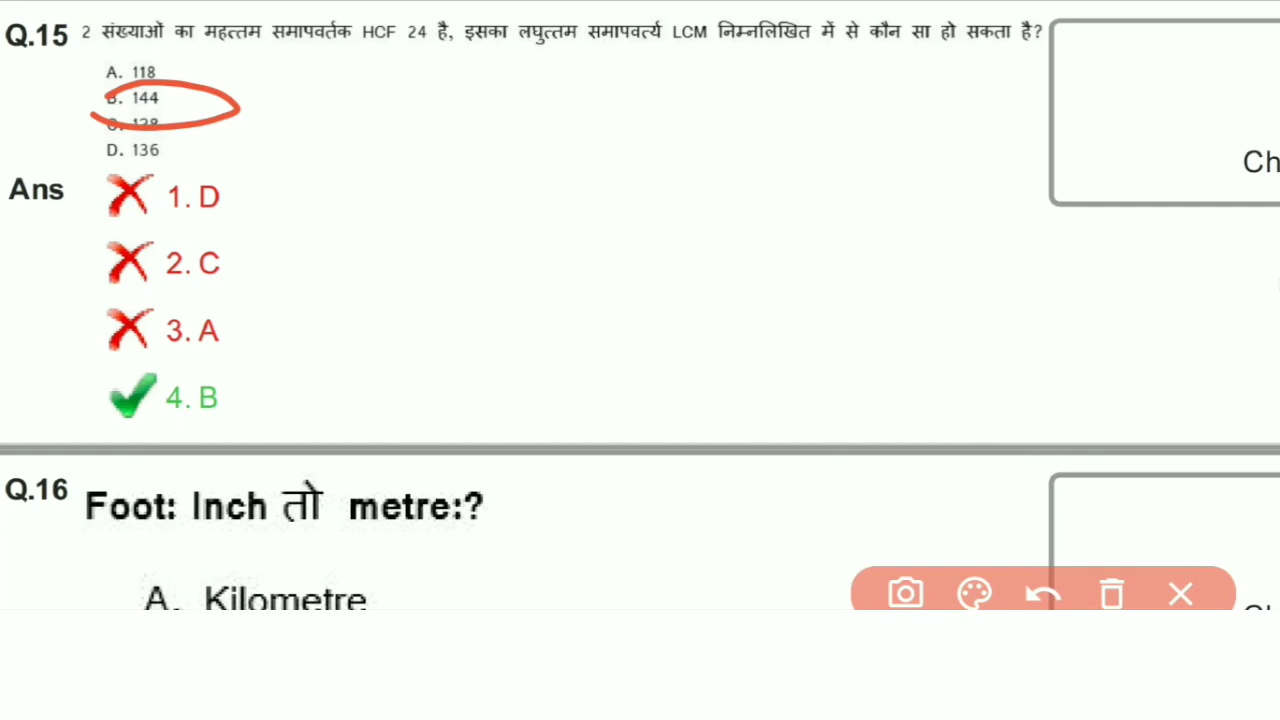 Q.15 2 संख्याओं का महत्तम समापवर्तक HCF 24 है, इसका लघुत्तम समापवर्त्य LCM निम्नलिखित में से कौन सा हो सकता है?
A. 118
B. 144
D. 136
Ans
1. D
2. C
3. A
4. B
Ch
Q.16 Foot: Inch तो metre:?
A. Kilometre